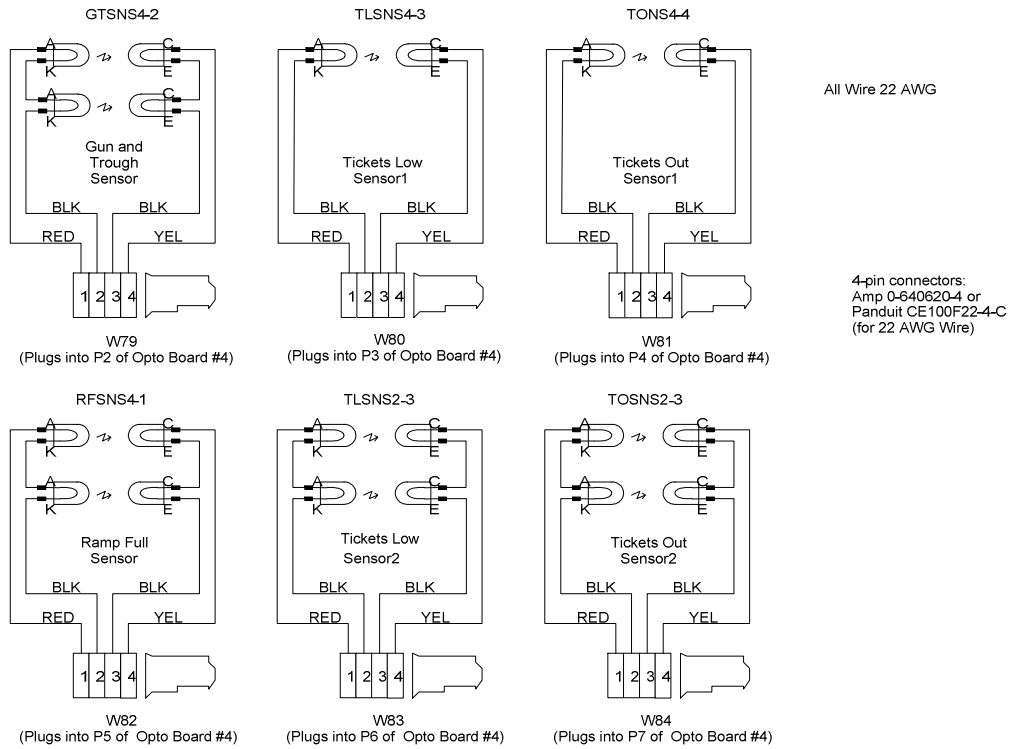 GTSNS4-2
A
C
K
E
A
C
K
E
Gun and
Trough
Sensor
BLK
BLK
RED
YEL
1 2 3 4
W79
(Plugs into P2 of Opto Board #4)
TLSNS4-3
A
C
K
E
Tickets Low
Sensor1
BLK
BLK
RED
YEL
1 2 3 4
W80
(Plugs into P3 of Opto Board #4)
TONS4-4
A
C
K
E
Tickets Out
Sensor1
BLK
BLK
RED
YEL
1 2 3 4
W81
(Plugs into P4 of Opto Board #4)
All Wire 22 AWG
4-pin connectors:
Amp 0-640620-4 or
Panduit CE100F22-4-C
(for 22 AWG Wire)
RFSNS4-1
A
C
K
E
A
C
K
E
Ramp Full
Sensor
BLK
BLK
RED
YEL
1 2 3 4
W82
(Plugs into P5 of Opto Board #4)
TLSNS2-3
A
C
K
E
A
C
K
E
Tickets Low
Sensor2
BLK
BLK
RED
YEL
1 2 3 4
W83
(Plugs into P6 of Opto Board #4)
TOSNS2-3
A
C
K
E
A
C
K
E
Tickets Out
Sensor2
BLK
BLK
RED
YEL
1 2 3 4
W84
(Plugs into P7 of Opto Board #4)